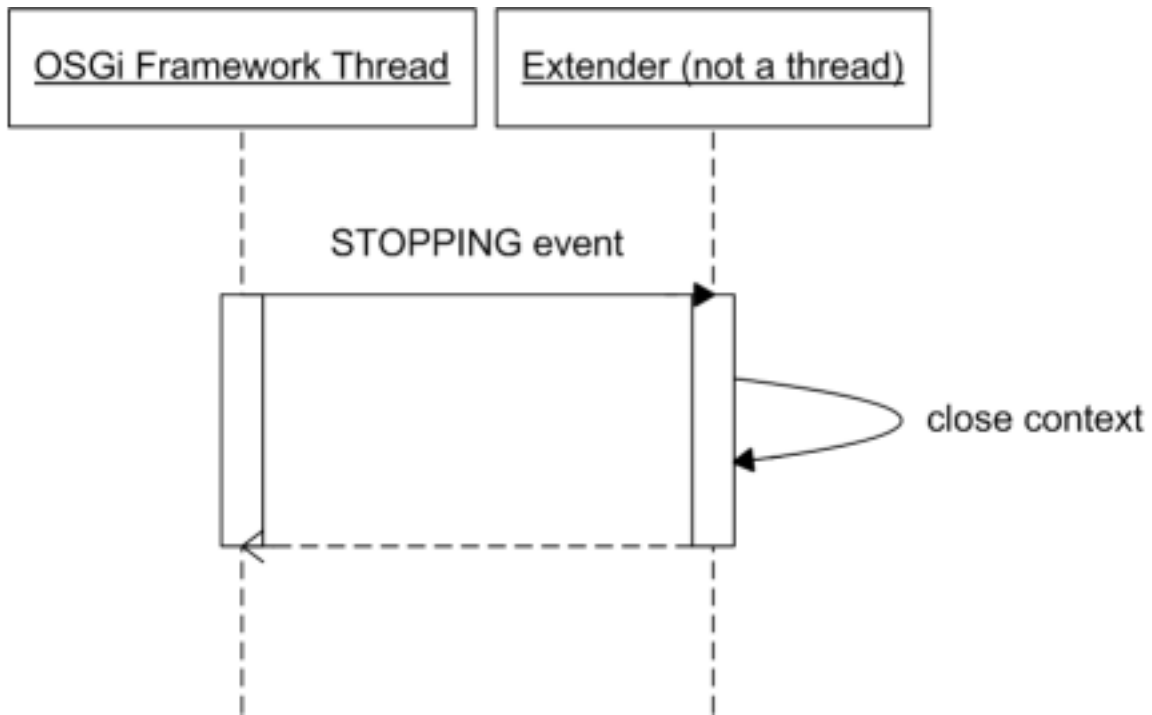 OSGi Framework Thread
Extender (not a thread)
STOPPING event
close context